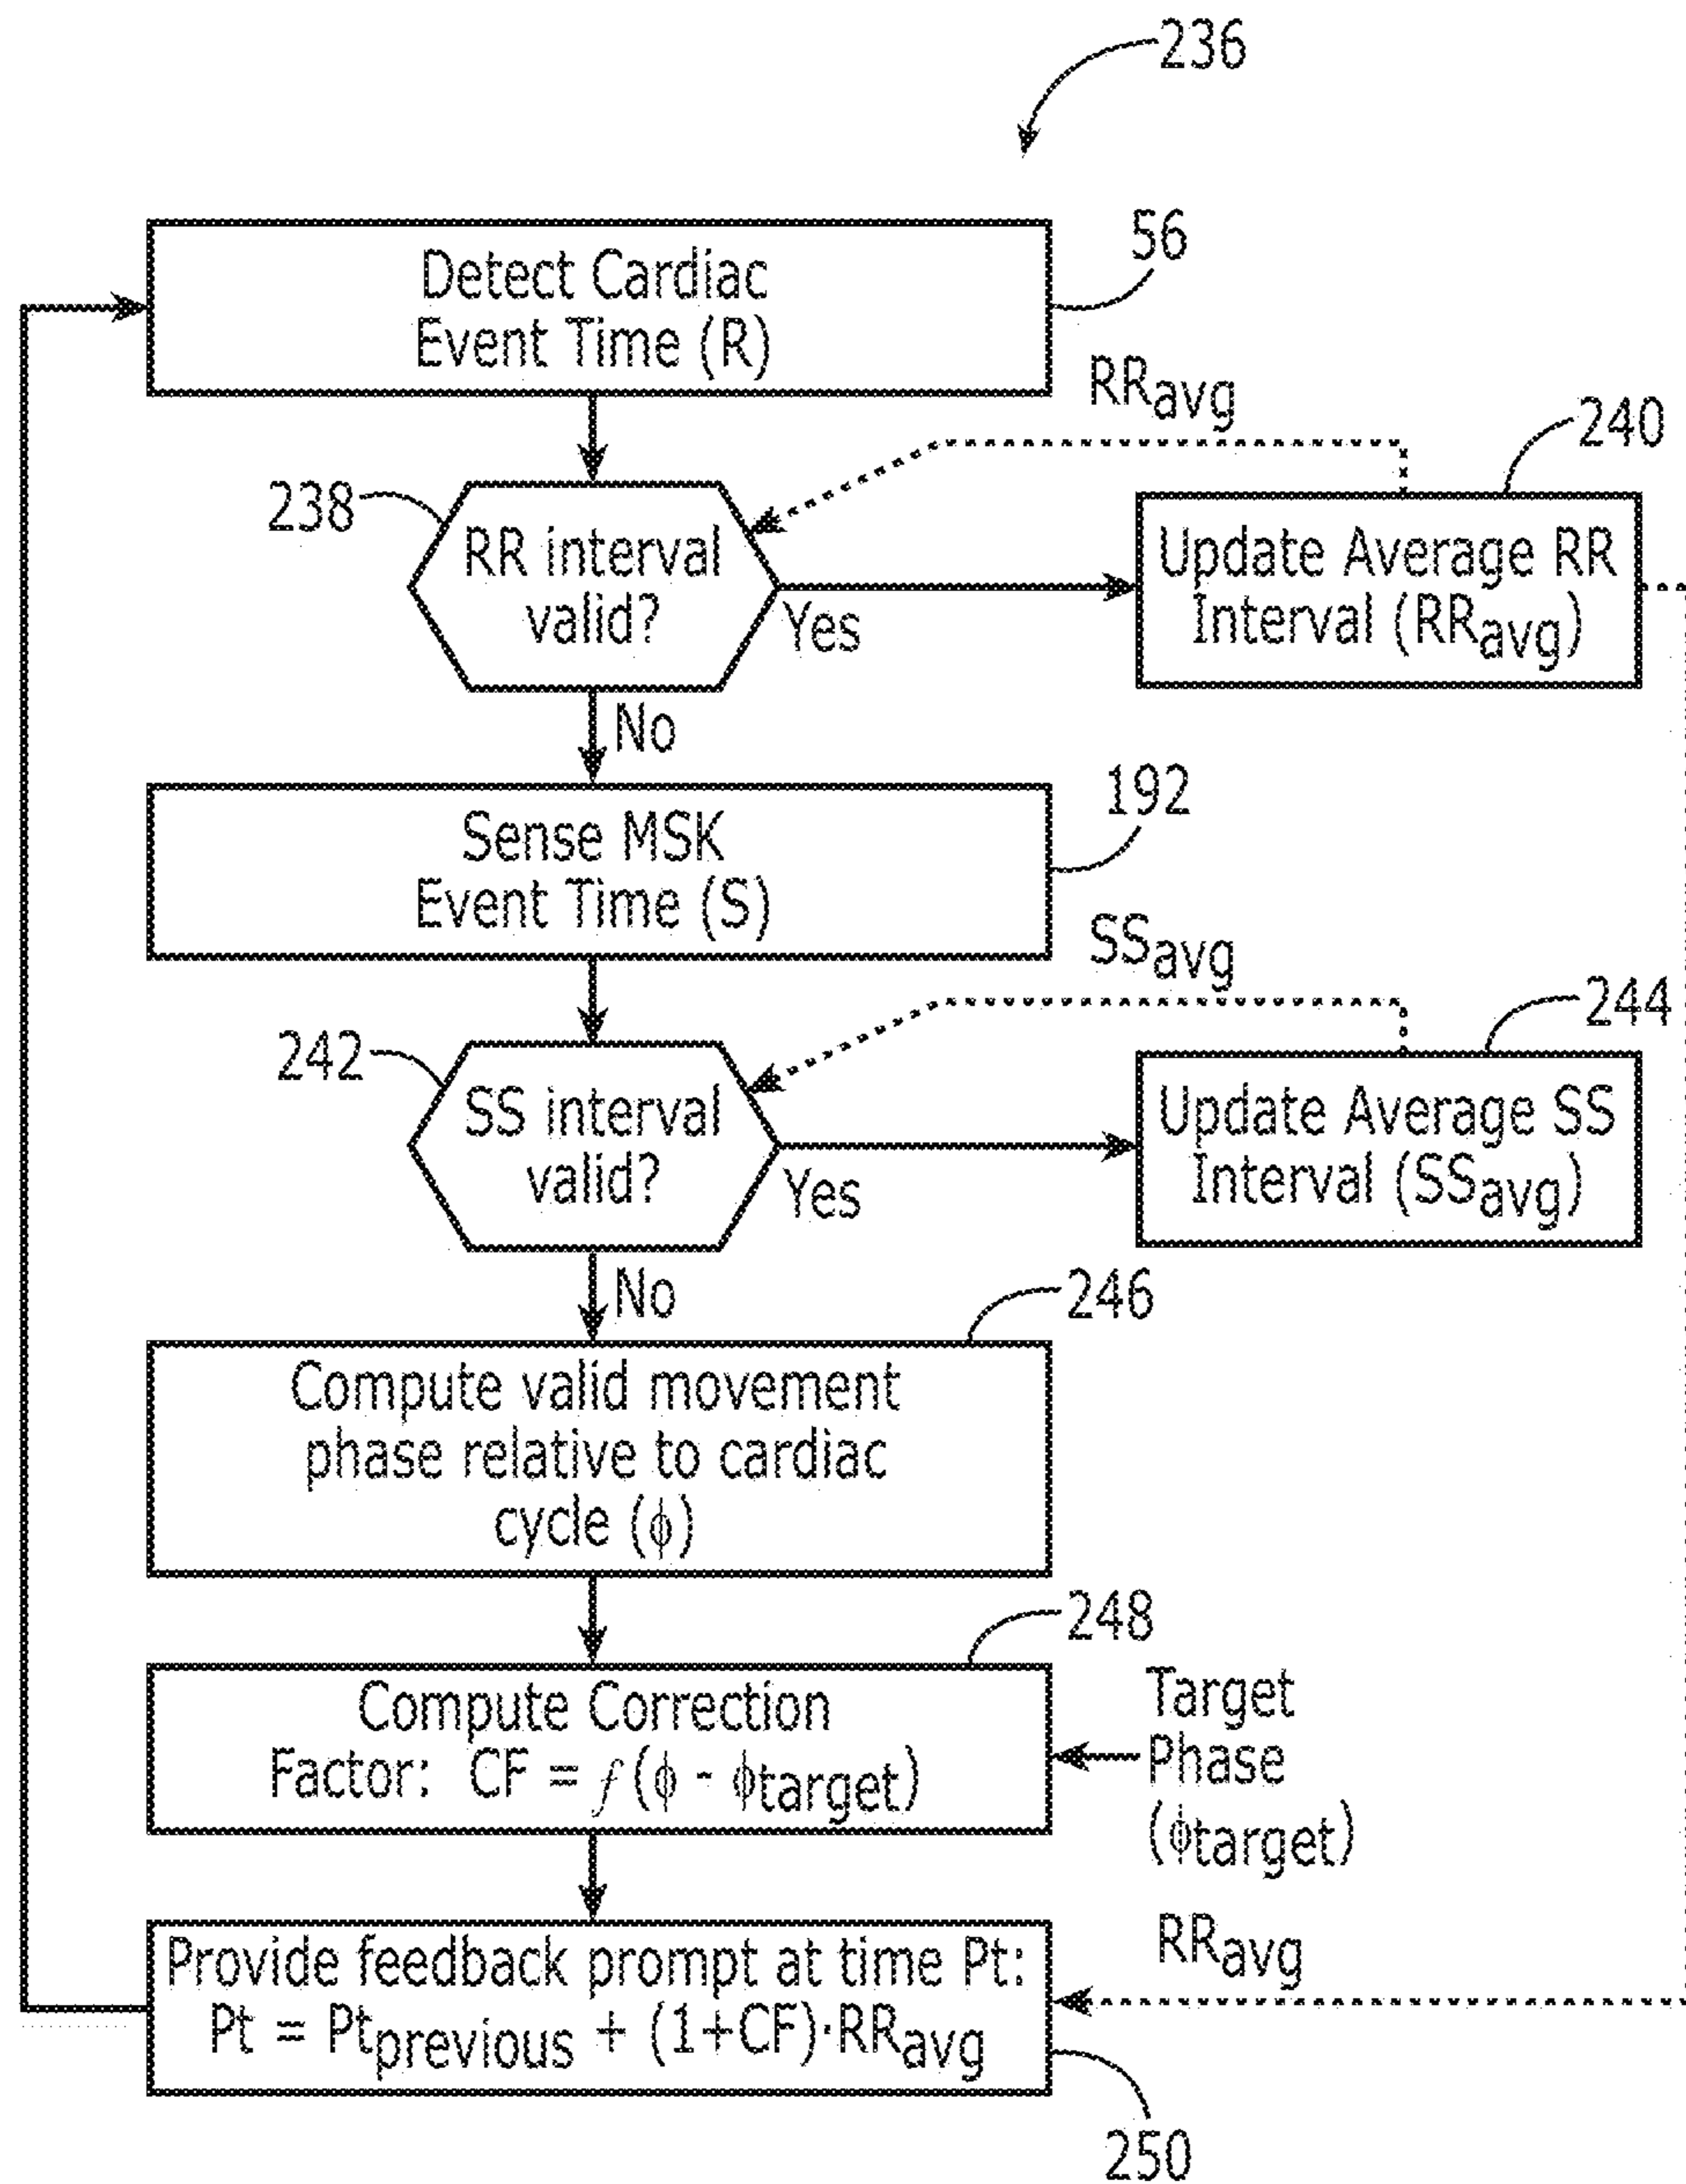 236
Detect Cardiac
Event Time (R)
56
RRavg
240
238
RR interval
valid?
Yes
Update Average RR
Interval (RRavg)
No
Sense MSK
Event Time (S)
192
SSavg
244
242
SS interval
valid?
Yes
Update Average SS
Interval (SSavg)
No
246
Compute valid movement
phase relative to cardiac
cycle (ϕ)
248
Compute Correction
Factor: CF = f (ϕ - ϕtarget)
Target
Phase
(ϕtarget)
RRavg
Provide feedback prompt at time Pt:
Pt = Ptprevious + (1+CF)·RRavg
250